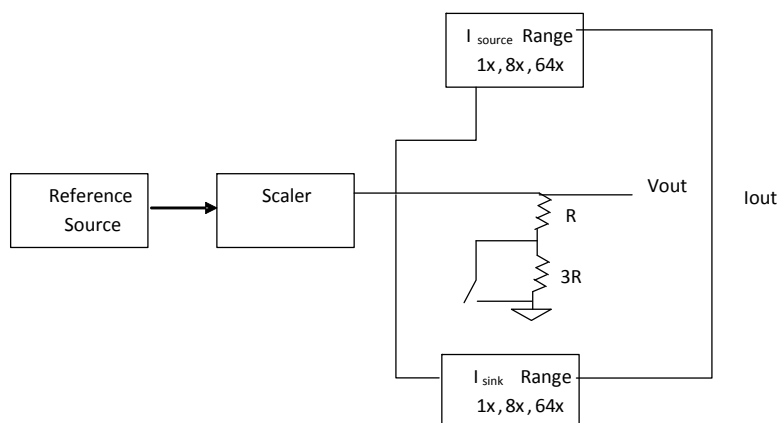 I source Range
1x, 8x, 64x
Reference
Source
Scaler
Vout
Iout
R
3R
I sink Range
1x, 8x, 64x